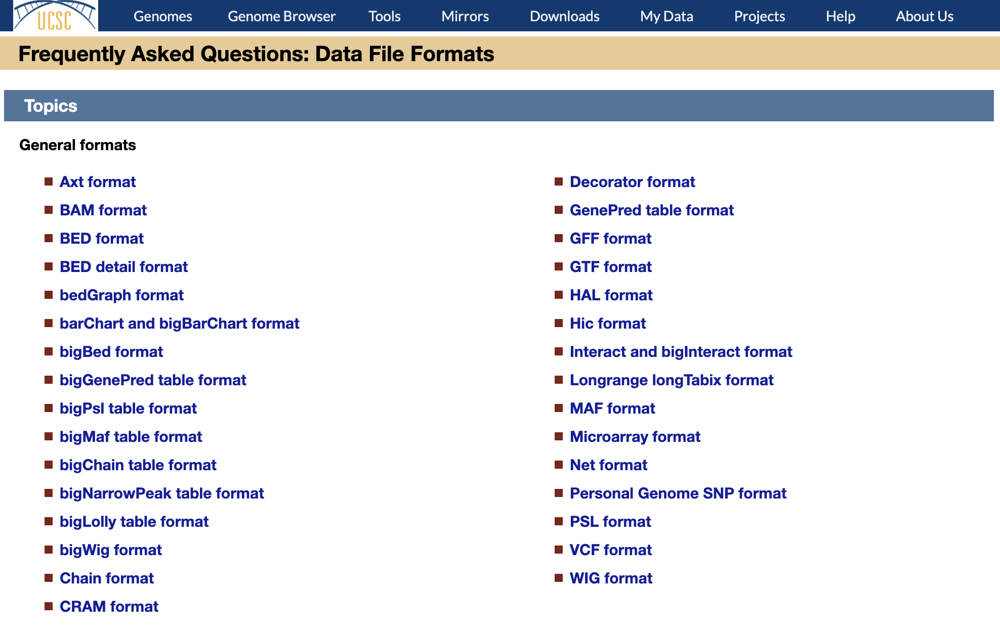 UCSC
Genomes Genome Browser Tools Mirrors Downloads My Data Projects Help About Us
Frequently Asked Questions: Data File Formats
Topics
General formats
Axt format
BAM format
BED format
BED detail format
bedGraph format
barChart and bigBarChart format
bigBed format
bigGenePred table format
bigPsl table format
bigMaf table format
bigChain table format
bigNarrowPeak table format
bigLolly table format
bigWig format
Chain format
CRAM format
Decorator format
GenePred table format
GFF format
GTF format
HAL format
Hic format
Interact and bigInteract format
Longrange longTabix format
MAF format
Microarray format
Net format
Personal Genome SNP format
PSL format
VCF format
WIG format